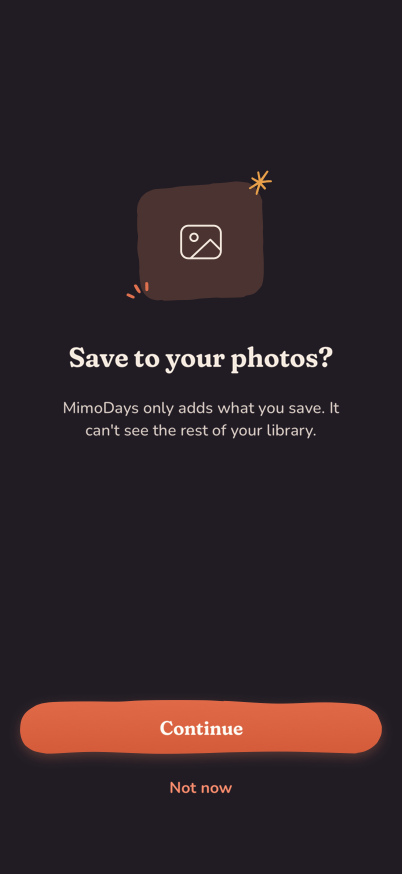 Save to your photos?
MimoDays only adds what you save. It
can't see the rest of your library.
Continue
Not now